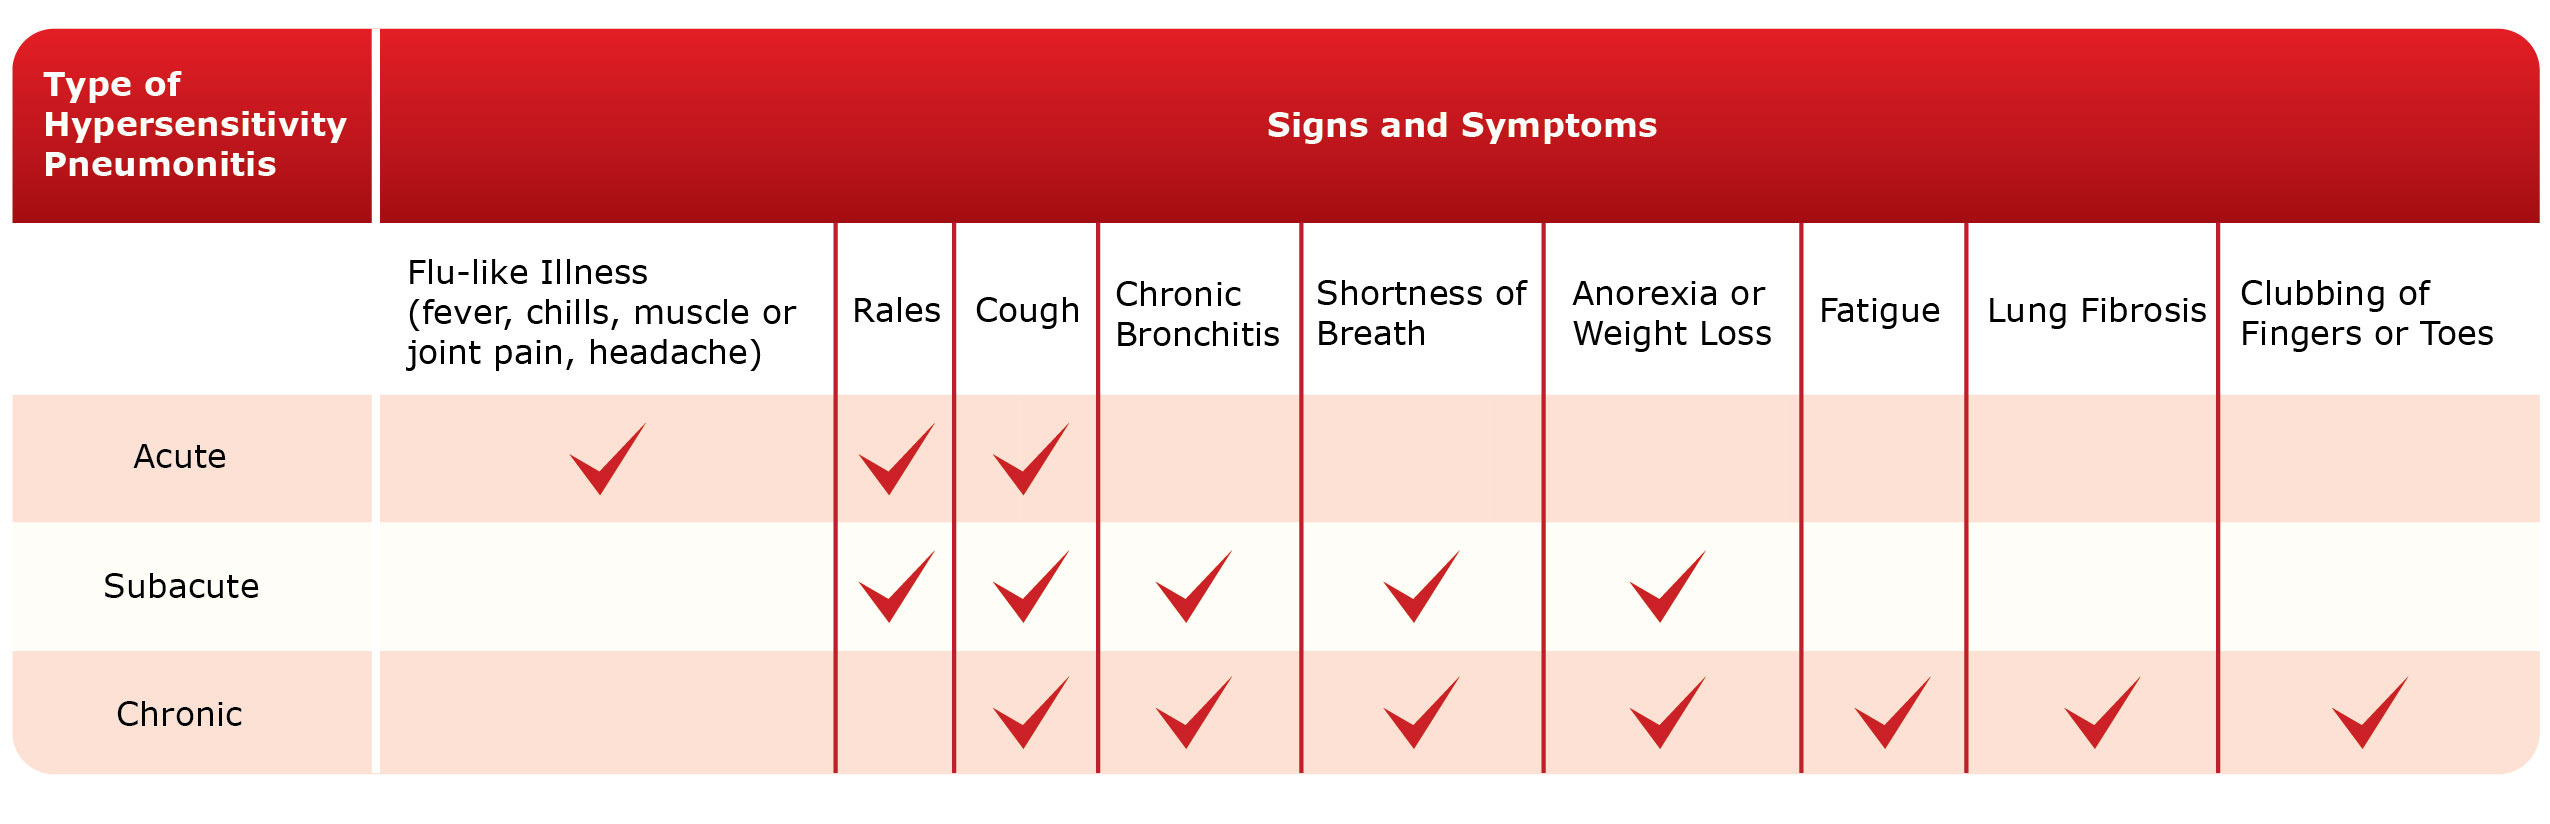 Type of
Hypersensitivity
Pneumonitis
Signs and Symptoms
Flu-like Illness
(fever, chills, muscle or
joint pain, headache)
Rales
Cough
Chronic
Bronchitis
Shortness of
Breath
Anorexia or
Weight Loss
Fatigue
Lung Fibrosis
Clubbing of
Fingers or Toes
Acute
Subacute
Chronic